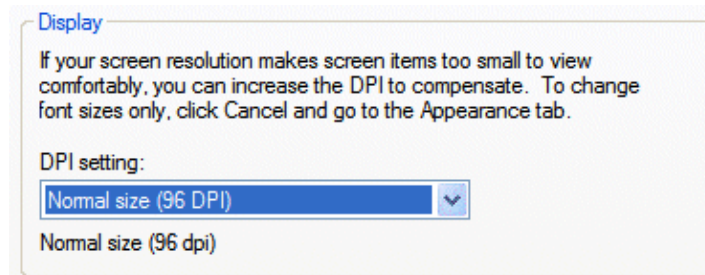 Display
If your screen resolution makes screen items too small to view
comfortably, you can increase the DPI to compensate.  To change
font sizes only, click Cancel and go to the Appearance tab.
DPI setting:
Normal size (96 DPI)
Normal size (96 dpi)